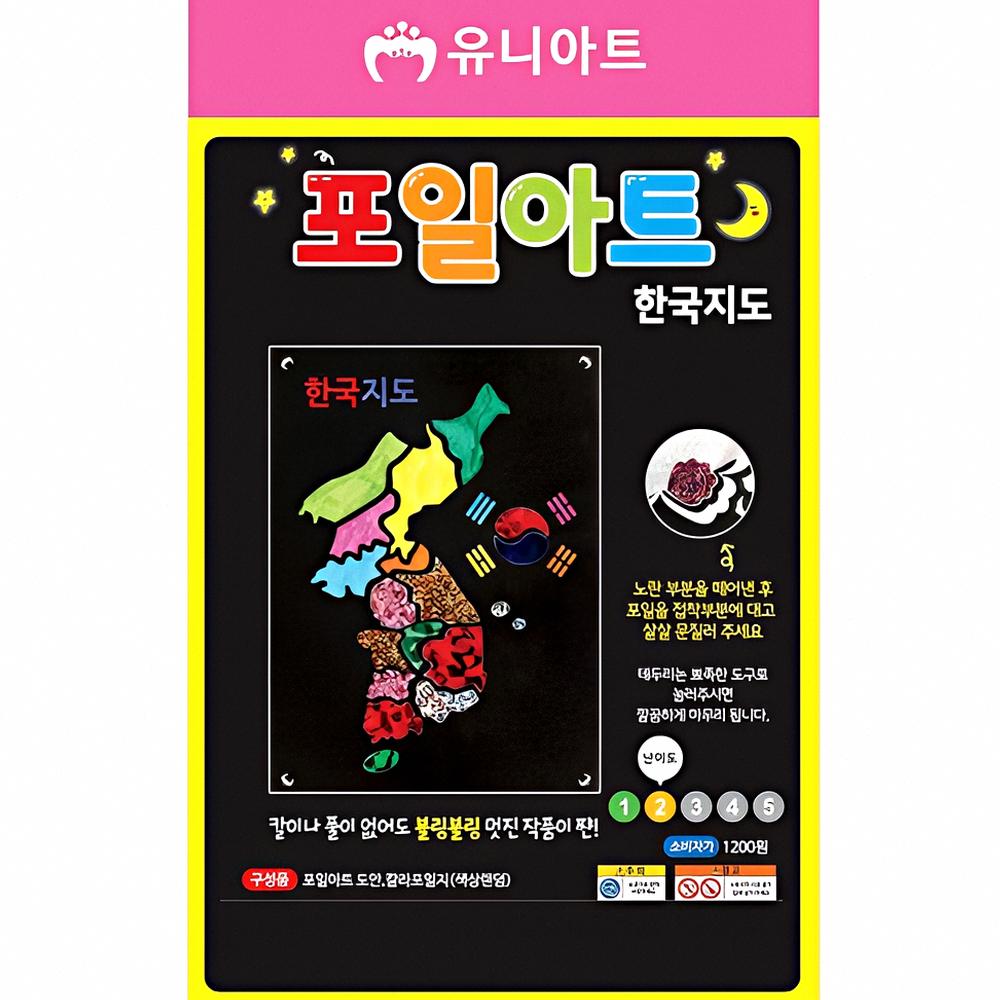 유니아트
포일아트
한국지도
한국지도
노란 부분을 떼어낸 후
포일을 접착부분에 대고
살살 문질러 주세요
테두리는 뾰족한 도구로
눌러주시면
깔끔하게 마무리 됩니다.
난이도
1 2 3 4 5
칼이나 풀이 없어도 블링블링 멋진 작품이 짠!
소비자가 1200원
구성품 포일아트 도안, 칼라포일지(색상랜덤)